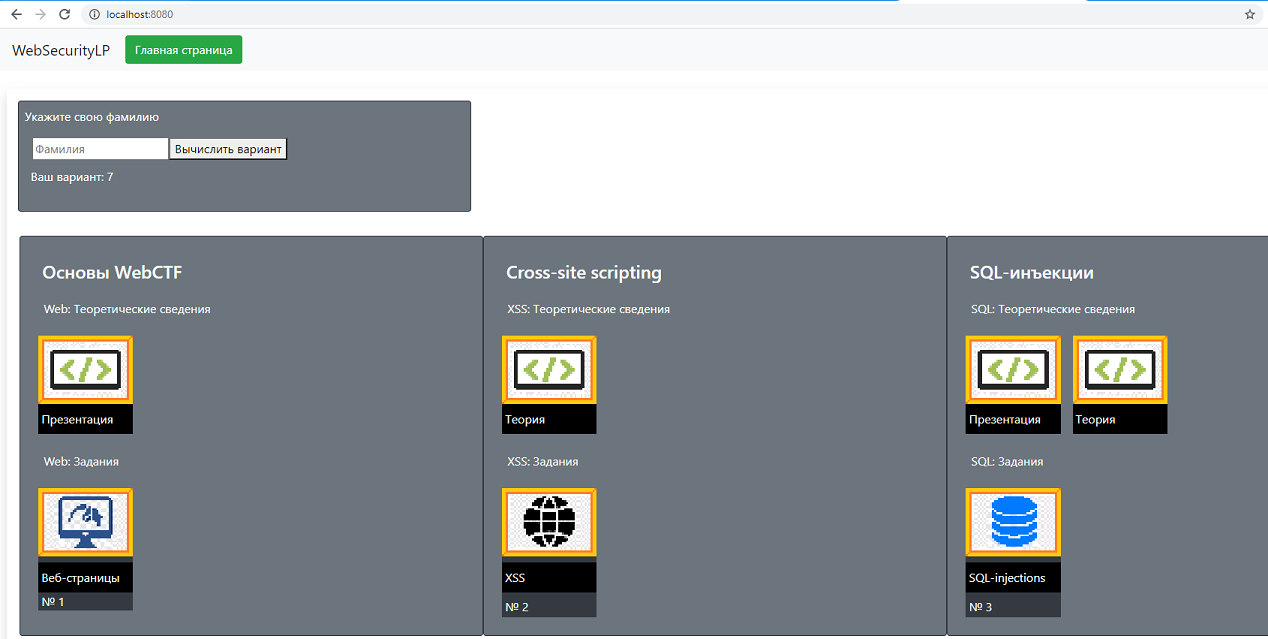 localhost:8080
WebSecurityLP Главная страница
Укажите свою фамилию
Фамилия Вычислить вариант
Ваш вариант: 7
Основы WebCTF
Web: Теоретические сведения
</>
Презентация
Web: Задания
Веб-страницы
№ 1
Cross-site scripting
XSS: Теоретические сведения
</>
Теория
XSS: Задания
XSS
№ 2
SQL-инъекции
SQL: Теоретические сведения
</> </>
Презентация Теория
SQL: Задания
SQL-injections
№ 3